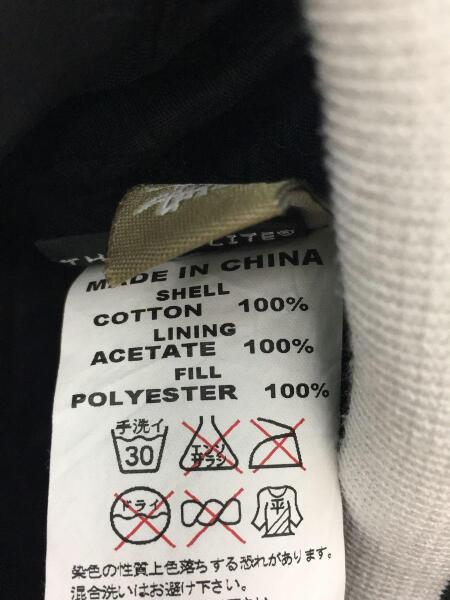 MADE IN CHINA
SHELL
COTTON 100%
LINING
ACETATE 100%
FILL
POLYESTER 100%
手洗イ
30
エンソ
サラシ
ドライ
平
染色の性質上色落ちする恐れがあります。
混合洗いはお避け下さい。